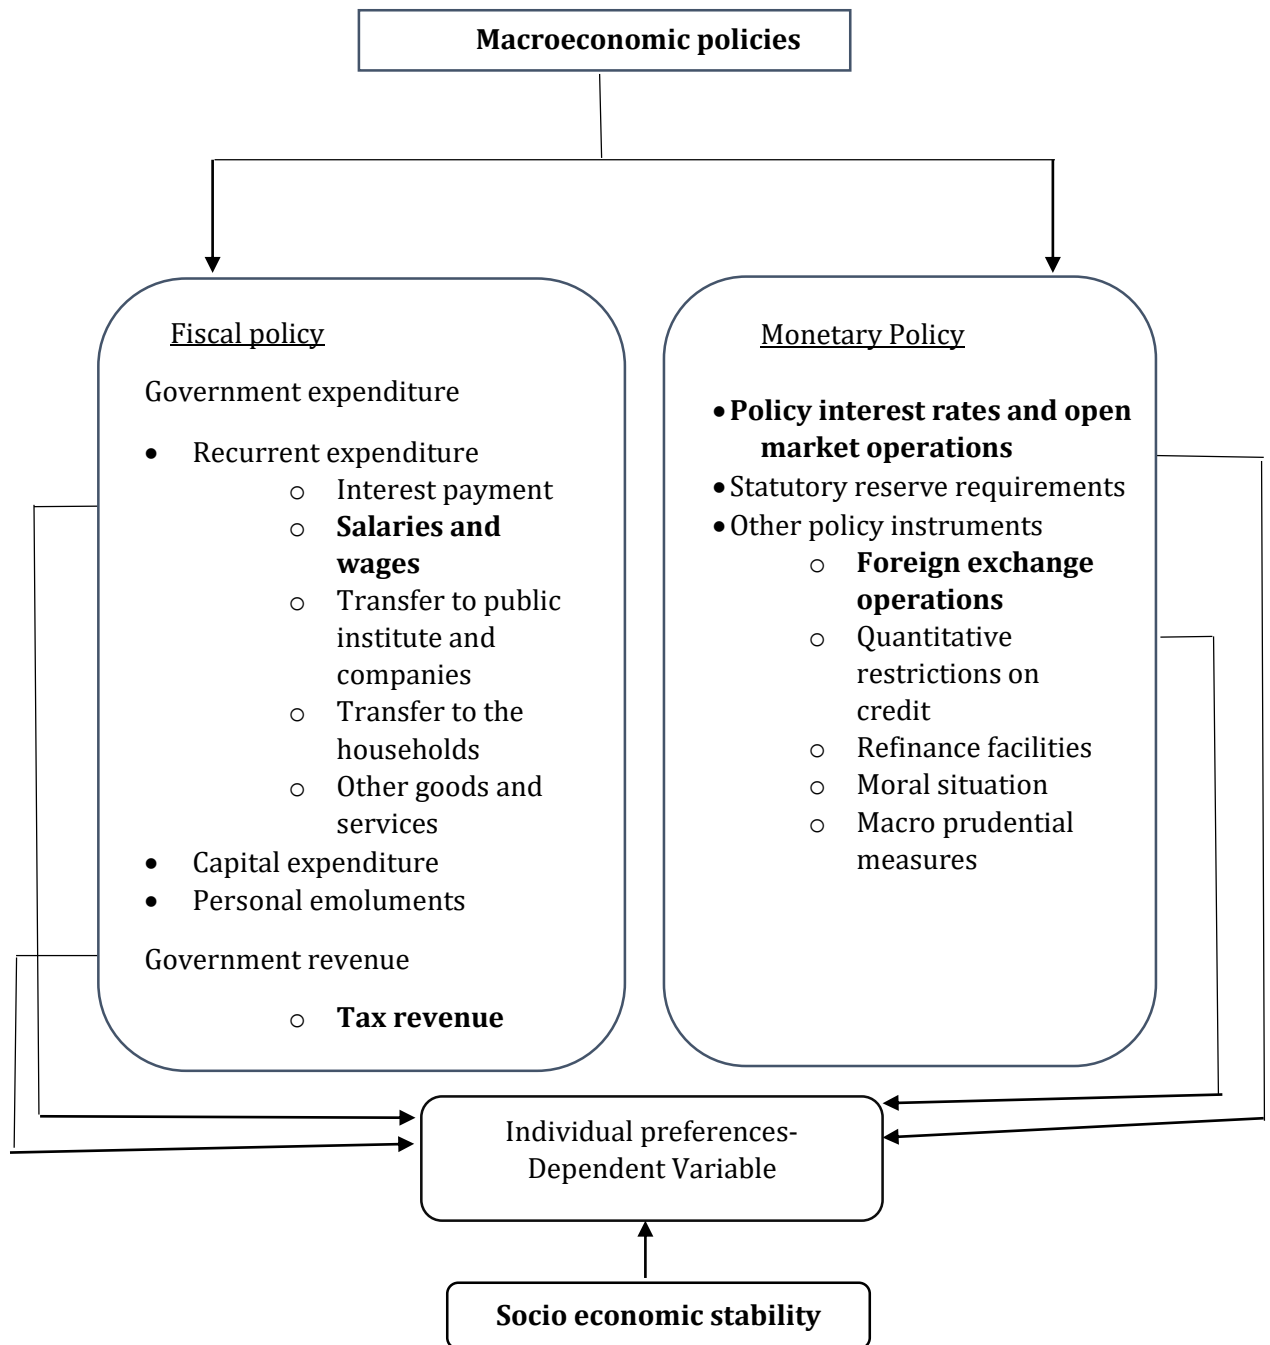 Macroeconomic policies
Fiscal policy
Government expenditure
• Recurrent expenditure
o Interest payment
o Salaries and
wages
o Transfer to public
institute and
companies
o Transfer to the
households
o Other goods and
services
• Capital expenditure
• Personal emoluments
Government revenue
o Tax revenue
Monetary Policy
• Policy interest rates and open
market operations
• Statutory reserve requirements
• Other policy instruments
o Foreign exchange
operations
o Quantitative
restrictions on
credit
o Refinance facilities
o Moral situation
o Macro prudential
measures
Individual preferences-
Dependent Variable
Socio economic stability